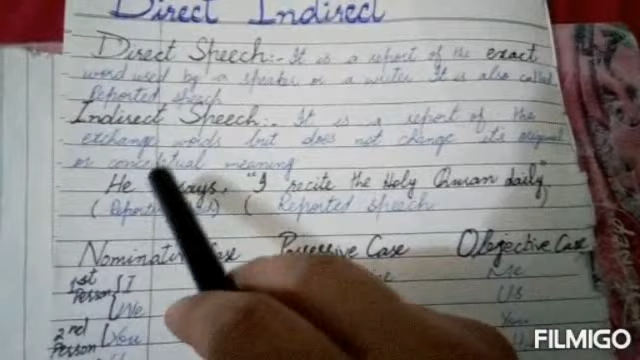 Direct Indirect
Direct Speech:- It is a report of the exact
word used by a speaker or a writer It is also called
Reported speech
Indirect Speech:- It is a report of the
exchange words but does not change its original
or conceptual meaning
He says, "I recite the Holy Quran daily"
( ( Reported speech )
Nominative Case Possessive Case Objective Case
1st Person I Me
We Us
2nd Person You You
FILMIGO